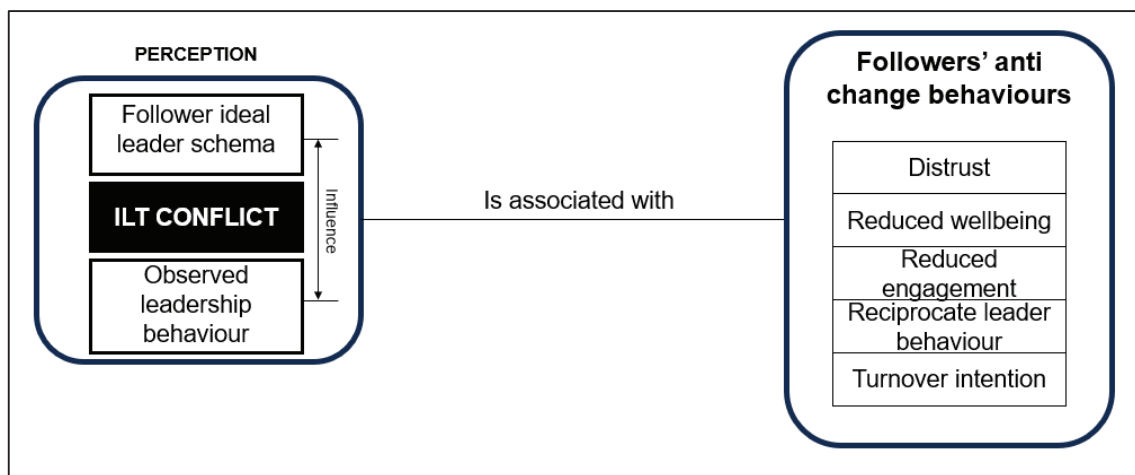 PERCEPTION
Follower ideal
leader schema
ILT CONFLICT
Observed
leadership
behaviour
Influence
Is associated with
Followers’ anti
change behaviours
Distrust
Reduced wellbeing
Reduced
engagement
Reciprocate leader
behaviour
Turnover intention